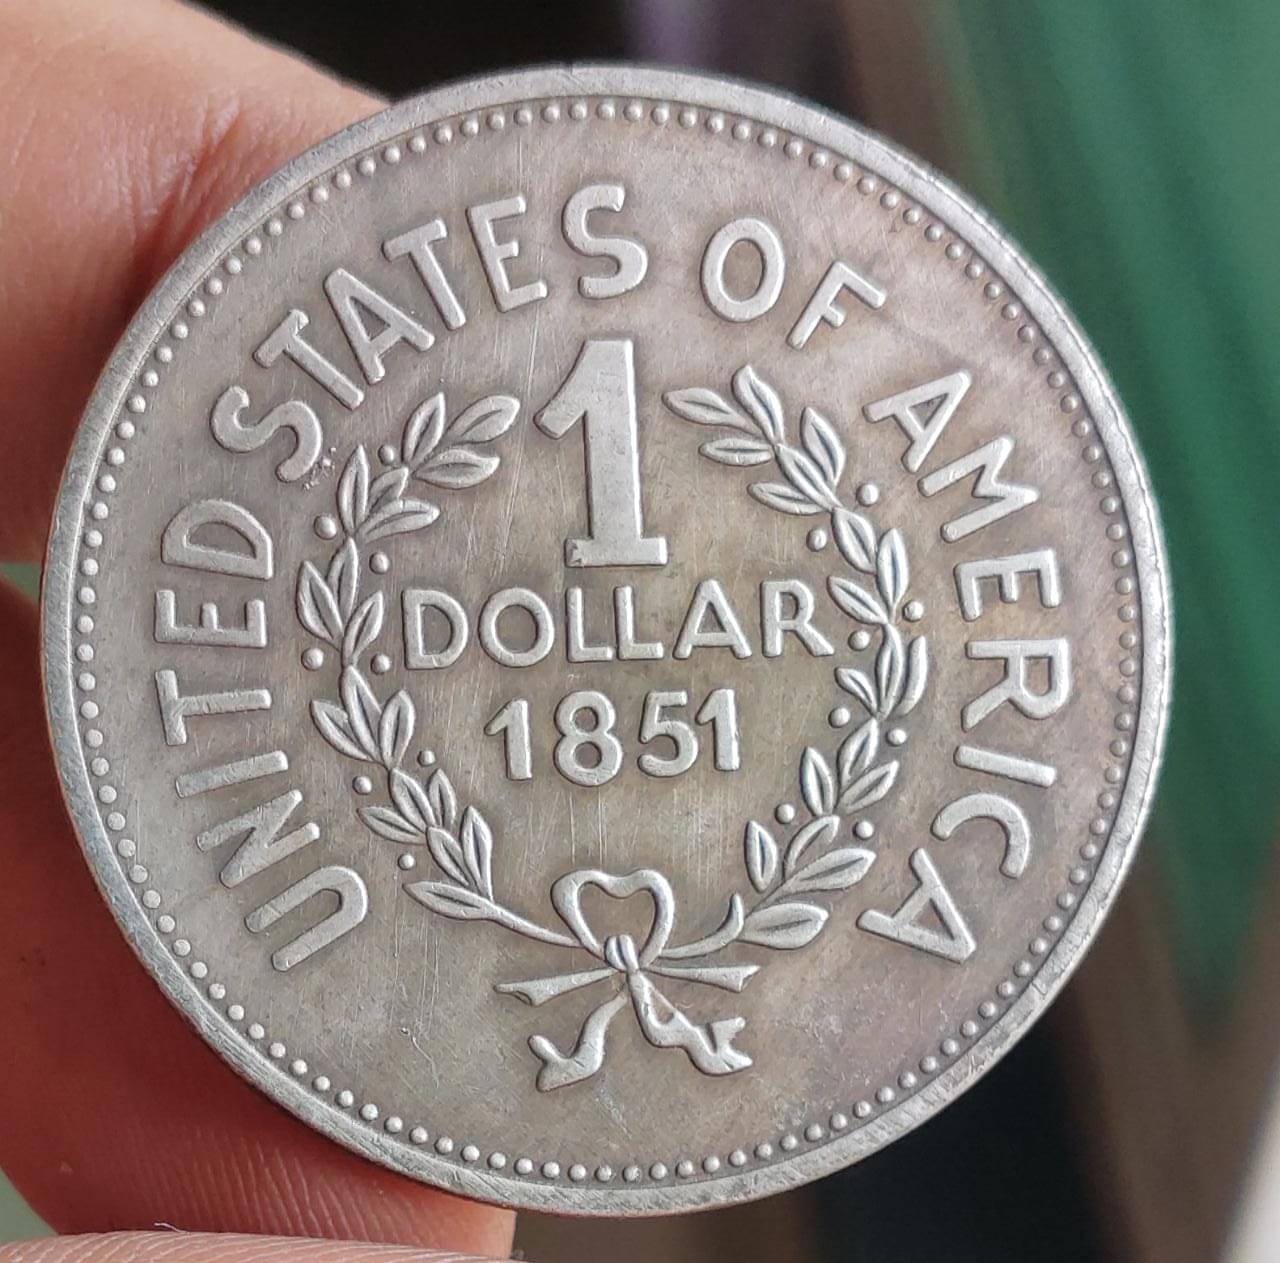 UNITED STATES OF AMERICA
1
DOLLAR
1851